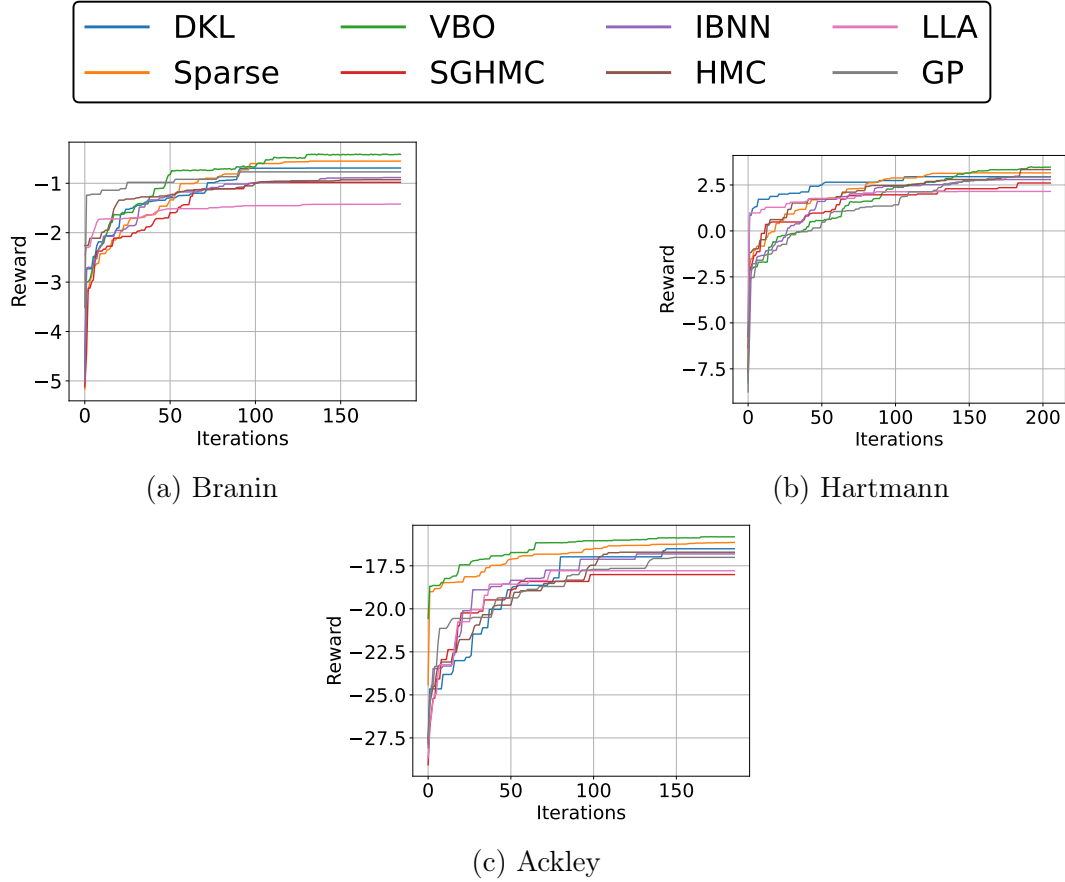 DKL VBO IBNN LLA
Sparse SGHMC HMC GP
−1
−2
−3
−4
−5
Reward
0 50 100 150
Iterations
(a) Branin
2.5
0.0
−2.5
−5.0
−7.5
Reward
0 50 100 150 200
Iterations
(b) Hartmann
−17.5
−20.0
−22.5
−25.0
−27.5
Reward
0 50 100 150
Iterations
(c) Ackley